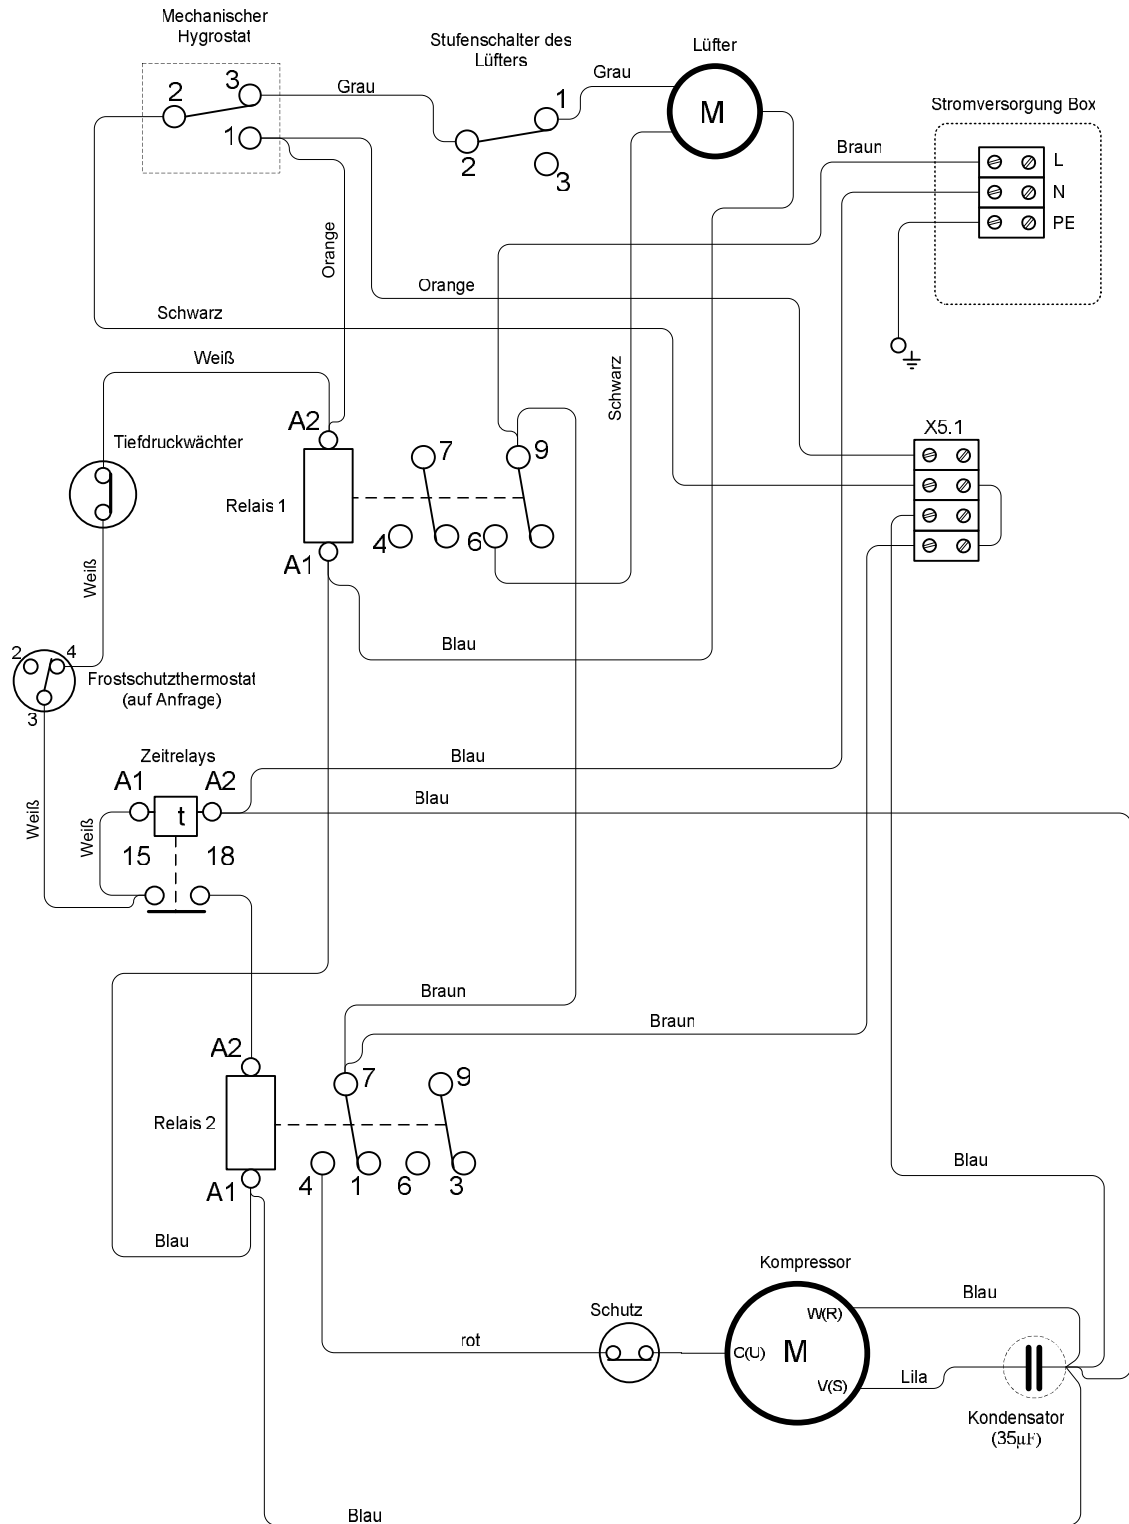 Mechanischer
Hygrostat
Stufenschalter des
Lüfters
Lüfter
Stromversorgung Box
2
3
1
Grau
2
1
3
Grau
M
Braun
L
N
PE
Orange
Orange
Schwarz
Weiß
Schwarz
X5.1
A2
Tiefdruckwächter
7
9
Relais 1
4
6
A1
Weiß
Blau
2
4
3
Frostschutzthermostat
(auf Anfrage)
Zeitrelays
A1
A2
t
Blau
Blau
Weiß
Weiß
15
18
Braun
Braun
A2
7
9
Relais 2
A1
4
1
6
3
Blau
Blau
Kompressor
Schutz
rot
W(R)
C(U)
M
V(S)
Blau
Lila
Kondensator
(35µF)
Blau